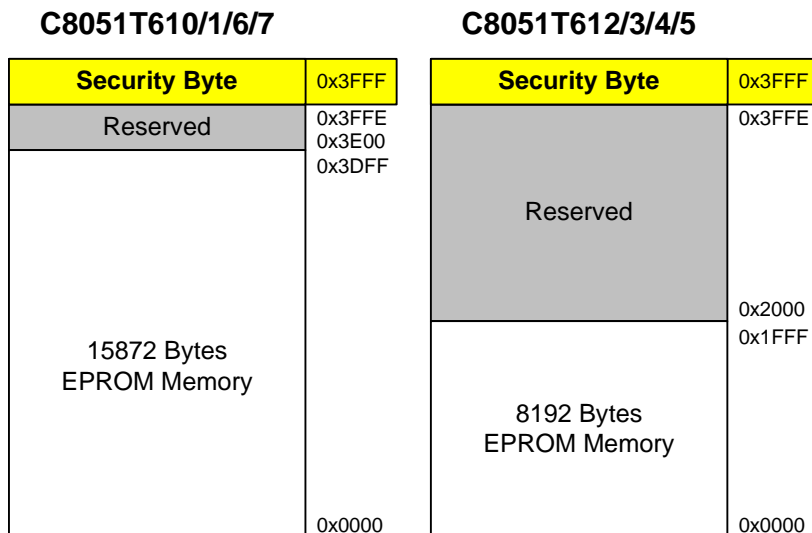 C8051T610/1/6/7
Security Byte
0x3FFF
Reserved
0x3FFE
0x3E00
0x3DFF
15872 Bytes
EPROM Memory
0x0000
C8051T612/3/4/5
Security Byte
0x3FFF
0x3FFE
Reserved
0x2000
0x1FFF
8192 Bytes
EPROM Memory
0x0000